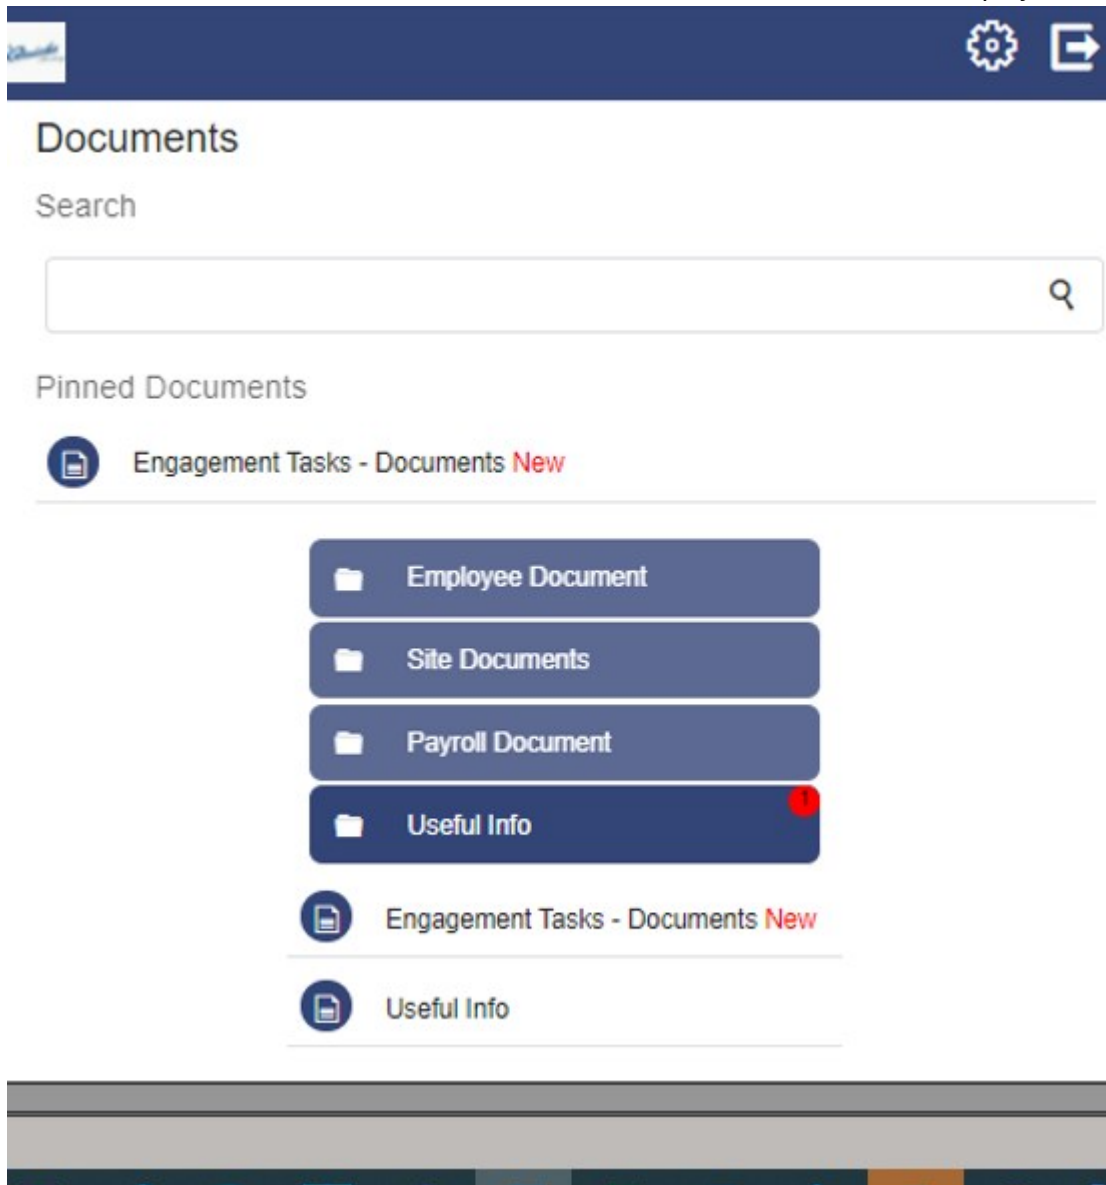 Documents
Search
Pinned Documents
Engagement Tasks - Documents New
Employee Document
Site Documents
Payroll Document
1
Useful Info
Engagement Tasks - Documents New
Useful Info